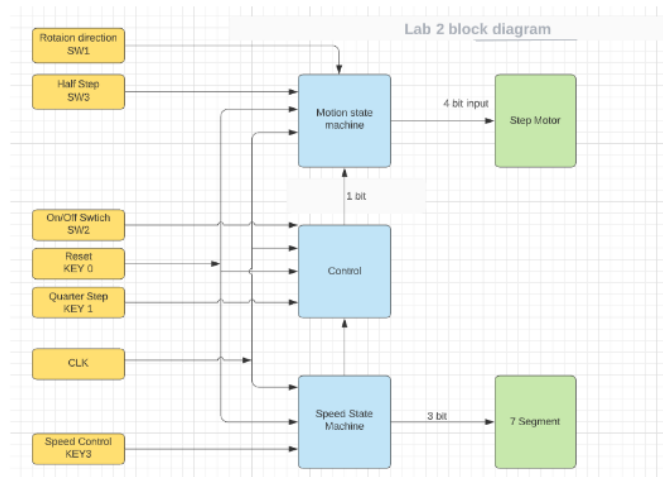 Lab 2 block diagram
Rotaion direction
SW1
Half Step
SW3
Motion state
machine
4 bit input
Step Motor
1 bit
On/Off Swtich
SW2
Reset
KEY 0
Control
Quarter Step
KEY 1
CLK
Speed State
Machine
3 bit
7 Segment
Speed Control
KEY3